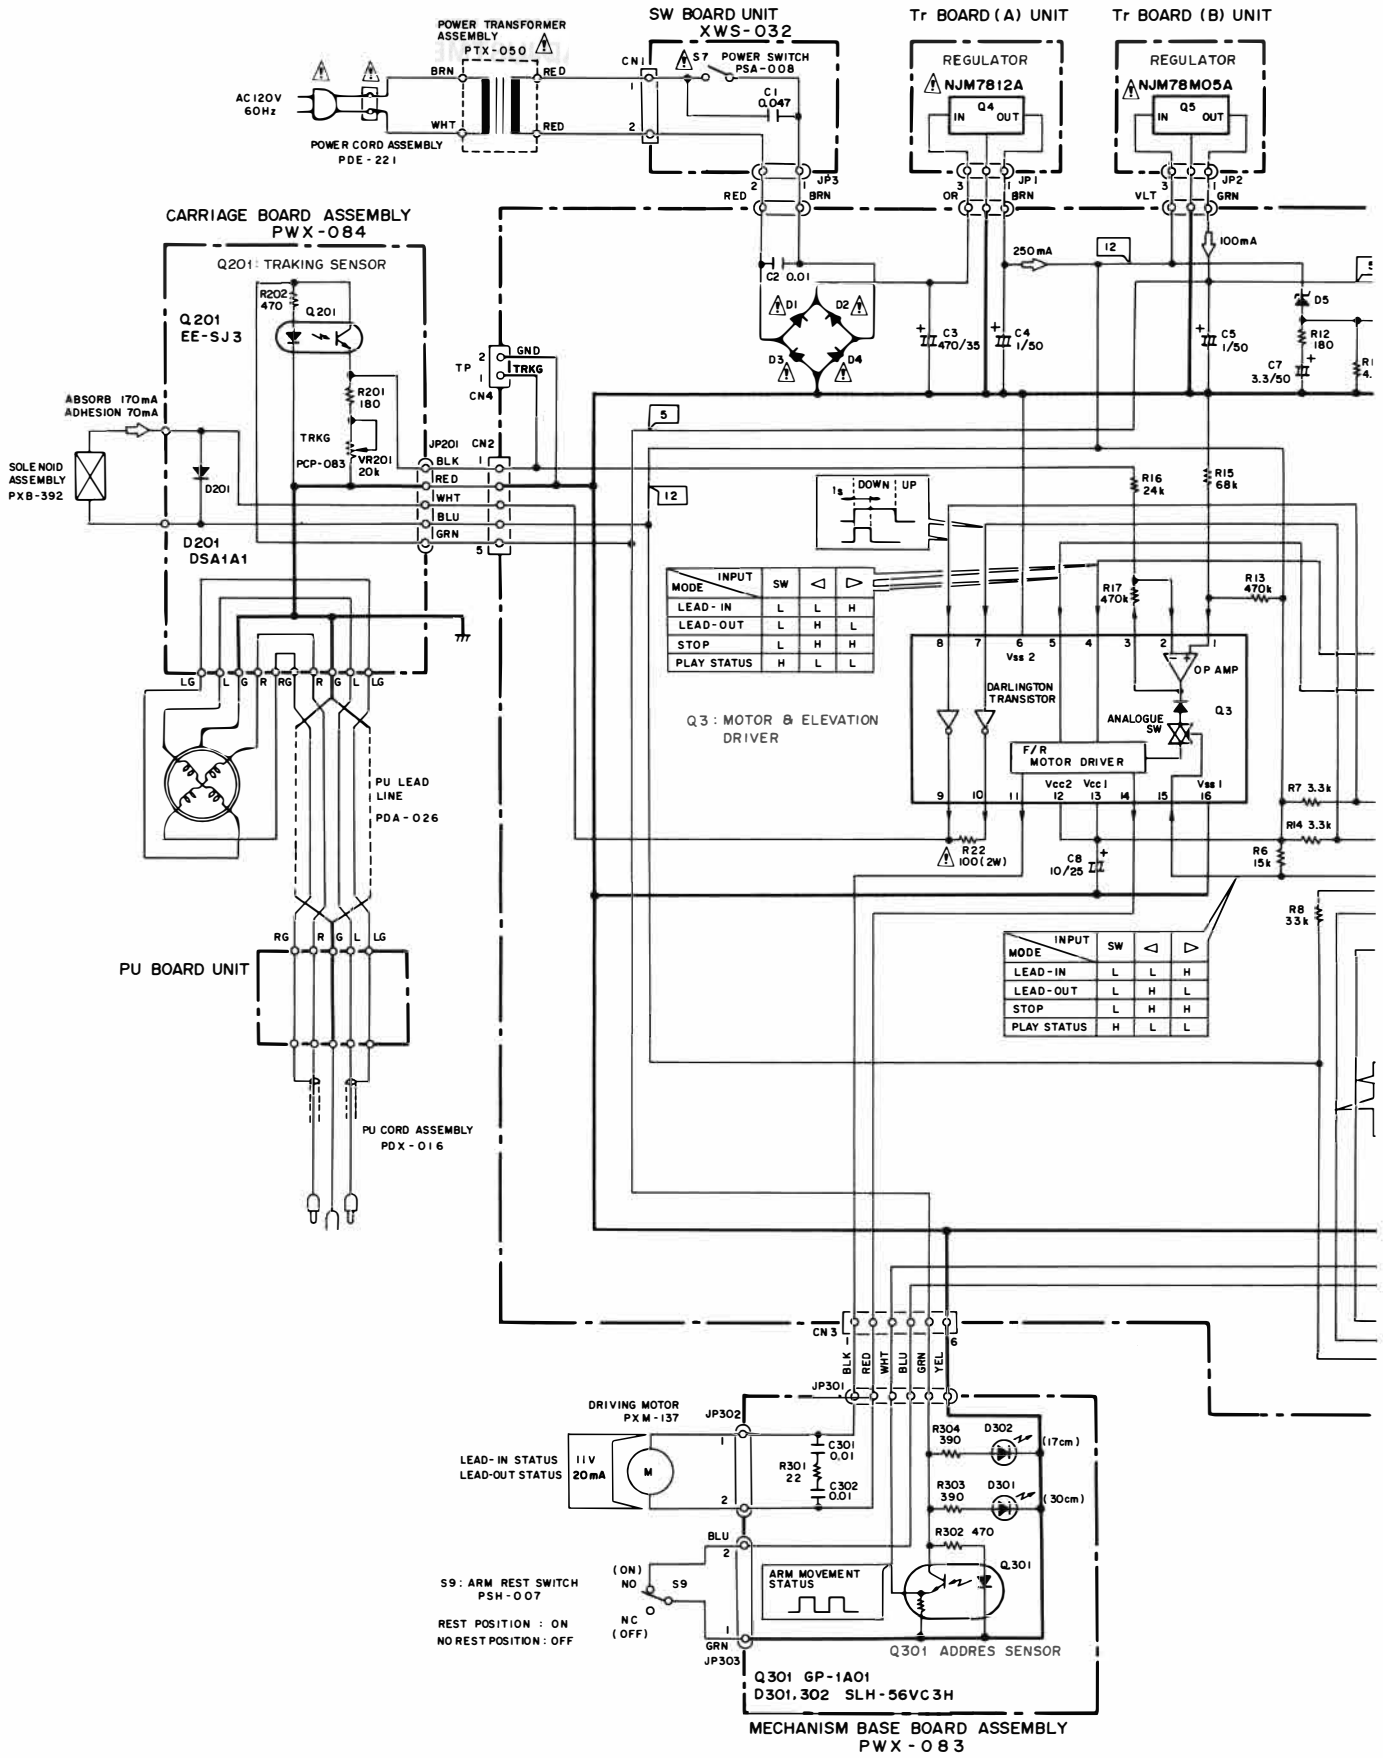 POWER TRANSFORMER
ASSEMBLY
PTX-050
SW BOARD UNIT
XWS-032
Tr BOARD (A) UNIT
Tr BOARD (B) UNIT
BRN
RED
CN1
S7
POWER SWITCH
PSA-008
REGULATOR
NJM7812A
REGULATOR
NJM78M05A
AC120V
60Hz
1
C1
0.047
Q4
IN
OUT
Q5
IN
OUT
WHT
RED
2
POWER CORD ASSEMBLY
PDE-221
2
1
JP3
3
1
JP1
3
1
JP2
RED
BRN
OR
BRN
VLT
GRN
CARRIAGE BOARD ASSEMBLY
PWX-084
250mA
12
100mA
Q201: TRAKING SENSOR
C2 0.01
R202
470
Q201
Q201
EE-SJ3
D1
D2
D3
D4
C3
470/35
C4
1/50
C5
1/50
D5
R12
180
C7
3.3/50
TP
2
1
GND
TRKG
CN4
ABSORB 170mA
ADHESION 70mA
R201
180
TRKG
PCP-083
VR201
20k
JP201
CN2
5
SOLENOID
ASSEMBLY
PXB-392
D201
1
BLK
RED
WHT
BLU
GRN
5
12
1s
DOWN
UP
R16
24k
R15
68k
D201
DSA1A1
INPUT
MODE
SW
◁
▷
LEAD-IN L L H
LEAD-OUT L H L
STOP L H H
PLAY STATUS H L L
R17
470k
R13
470k
8 7 6 5 4 3 2 1
Vss 2
OP AMP
DARLINGTON
TRANSISTOR
ANALOGUE
SW
Q3
F/R
MOTOR DRIVER
Q3: MOTOR & ELEVATION
DRIVER
Vcc2
Vcc1
Vss1
9 10 11 12 13 14 15 16
LG L G R RG R G L LG
PU LEAD
LINE
PDA-026
R7 3.3k
R14 3.3k
R22
100(2W)
C8
10/25
R6
15k
R8
33k
RG R G L LG
PU BOARD UNIT
INPUT
MODE
SW
◁
▷
LEAD-IN L L H
LEAD-OUT L H L
STOP L H H
PLAY STATUS H L L
PU CORD ASSEMBLY
PDX-016
CN3
1
6
BLK
RED
WHT
BLU
GRN
YEL
JP301
DRIVING MOTOR
PXM-137
JP302
LEAD-IN STATUS
LEAD-OUT STATUS
11V
20mA
M
1
2
R301
22
C301
0.01
C302
0.01
R304
390
D302
(17cm)
R303
390
D301
(30cm)
R302 470
BLU
2
(ON)
NO
S9
NC
(OFF)
S9: ARM REST SWITCH
PSH-007
REST POSITION : ON
NO REST POSITION : OFF
ARM MOVEMENT
STATUS
Q301
1
GRN
JP303
Q301 ADDRES SENSOR
Q301 GP-1A01
D301,302 SLH-56VC3H
MECHANISM BASE BOARD ASSEMBLY
PWX-083